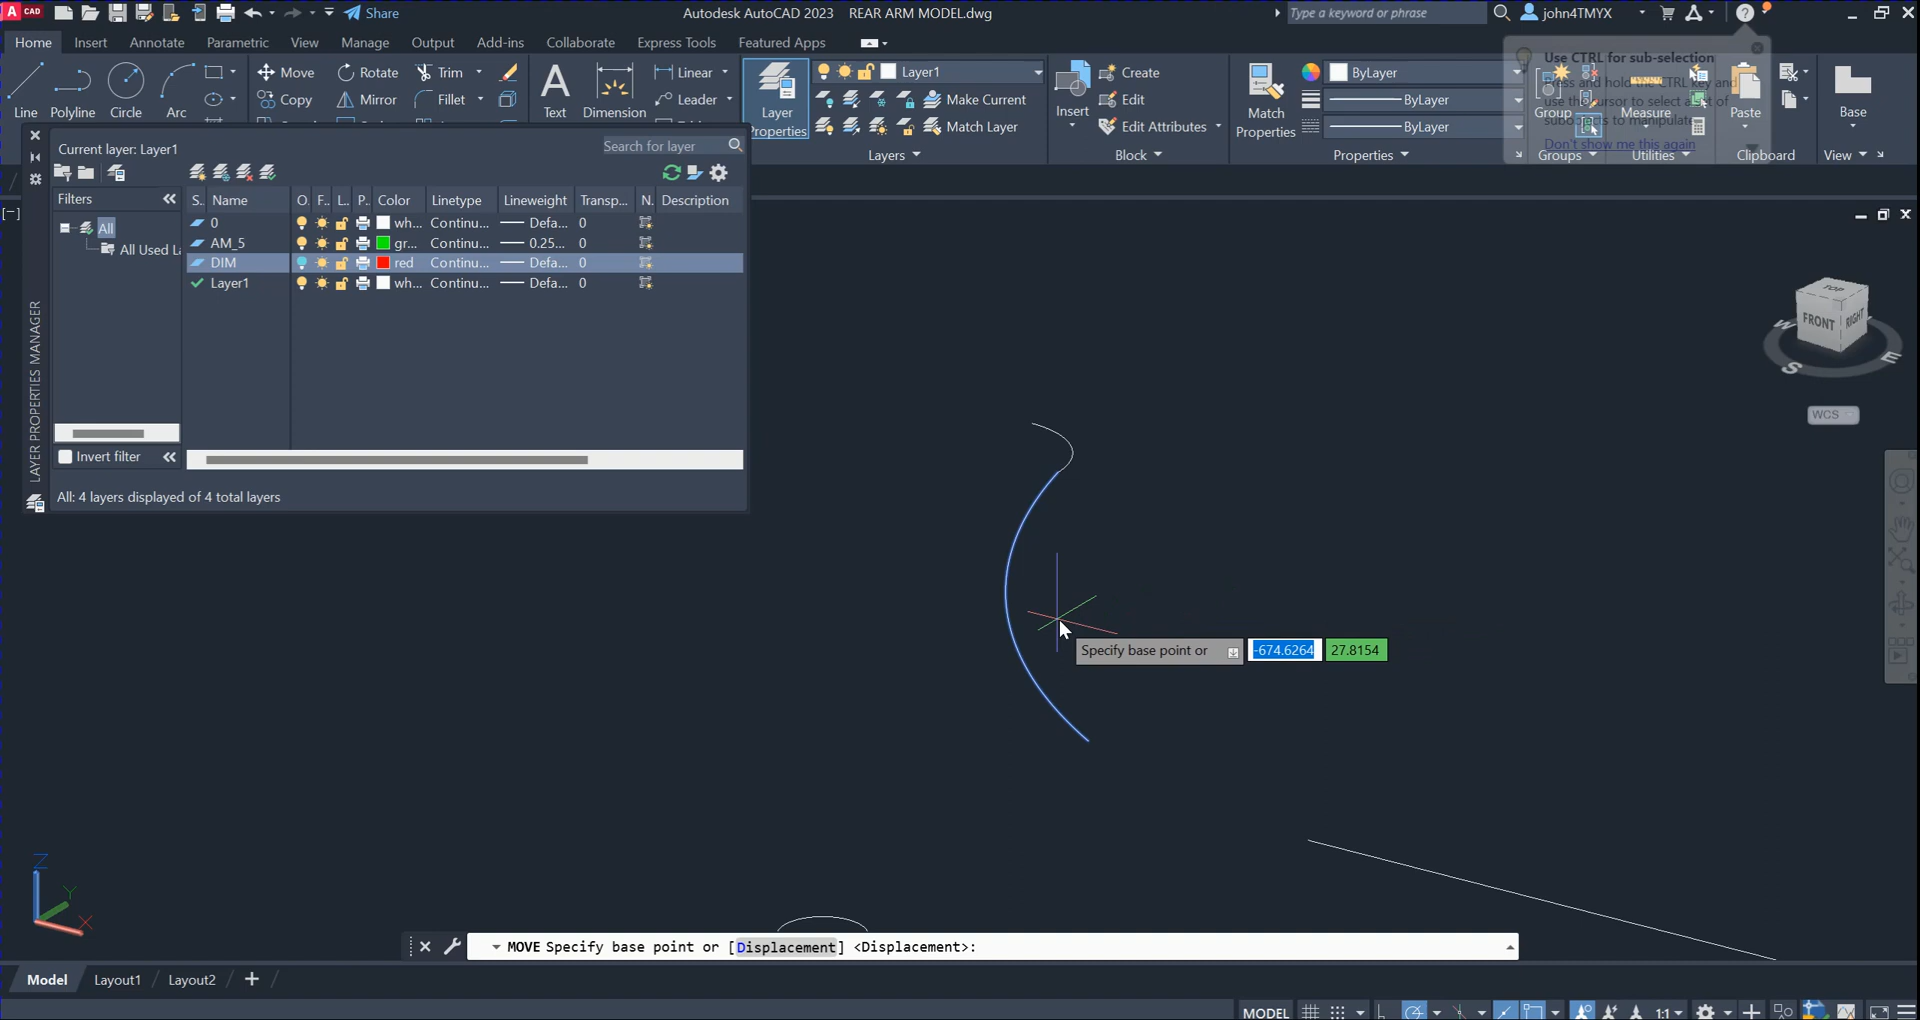 A CAD Share Autodesk AutoCAD 2023 REAR ARM MODEL.dwg Type a keyword or phrase john4TMYX
Home Insert Annotate Parametric View Manage Output Add-ins Collaborate Express Tools Featured Apps
Use CTRL for sub-selection
Line Polyline Circle Arc
Move Rotate Trim
Copy Mirror Fillet
Text Dimension
Linear
Leader
Layer Properties
Layer1
Make Current
Match Layer
Layers
Insert
Create
Edit
Edit Attributes
Block
Match Properties
ByLayer
ByLayer
ByLayer
Properties
Group
Groups
Measure
Utilities
Don't show me this again
Paste
Clipboard
Base
View
Current layer: Layer1
Search for layer
Filters
All
All Used La
Invert filter
S. Name O. F.. L.. P.. Color Linetype Lineweight Transp... N. Description
0 wh... Continu... Defa... 0
AM_5 gr... Continu... 0.25... 0
DIM red Continu... Defa... 0
Layer1 wh... Continu... Defa... 0
All: 4 layers displayed of 4 total layers
LAYER PROPERTIES MANAGER
[−]
TOP
FRONT RIGHT
W
S E
WCS
Specify base point or -674.6264 27.8154
Z
Y
X
MOVE Specify base point or [Displacement] <Displacement>:
Model Layout1 Layout2 +
MODEL 1:1